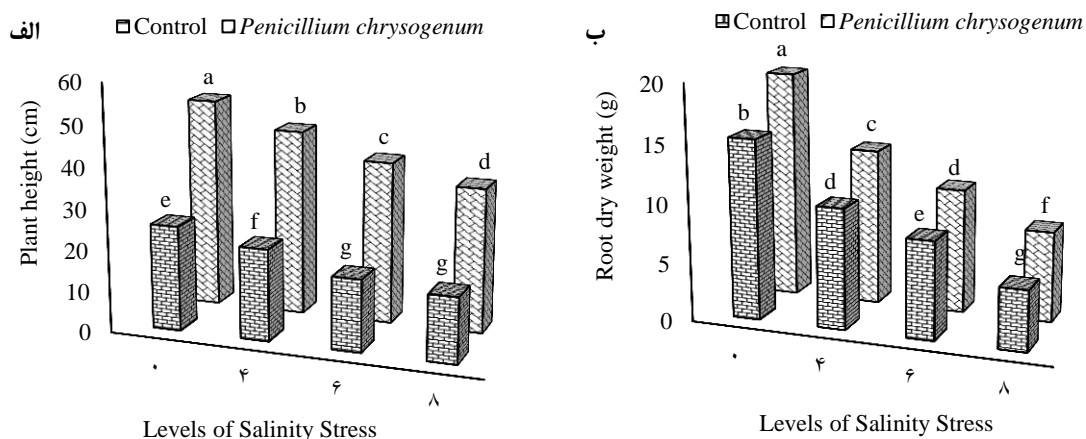 الف
Control Penicillium chrysogenum
Plant height (cm)
60
50
40
30
20
10
0
a
b
c
d
e
f
g
g
۰
۴
۶
۸
Levels of Salinity Stress
ب
Control Penicillium chrysogenum
Root dry weight (g)
20
15
10
5
0
a
b
c
d
d
e
f
g
۰
۴
۶
۸
Levels of Salinity Stress